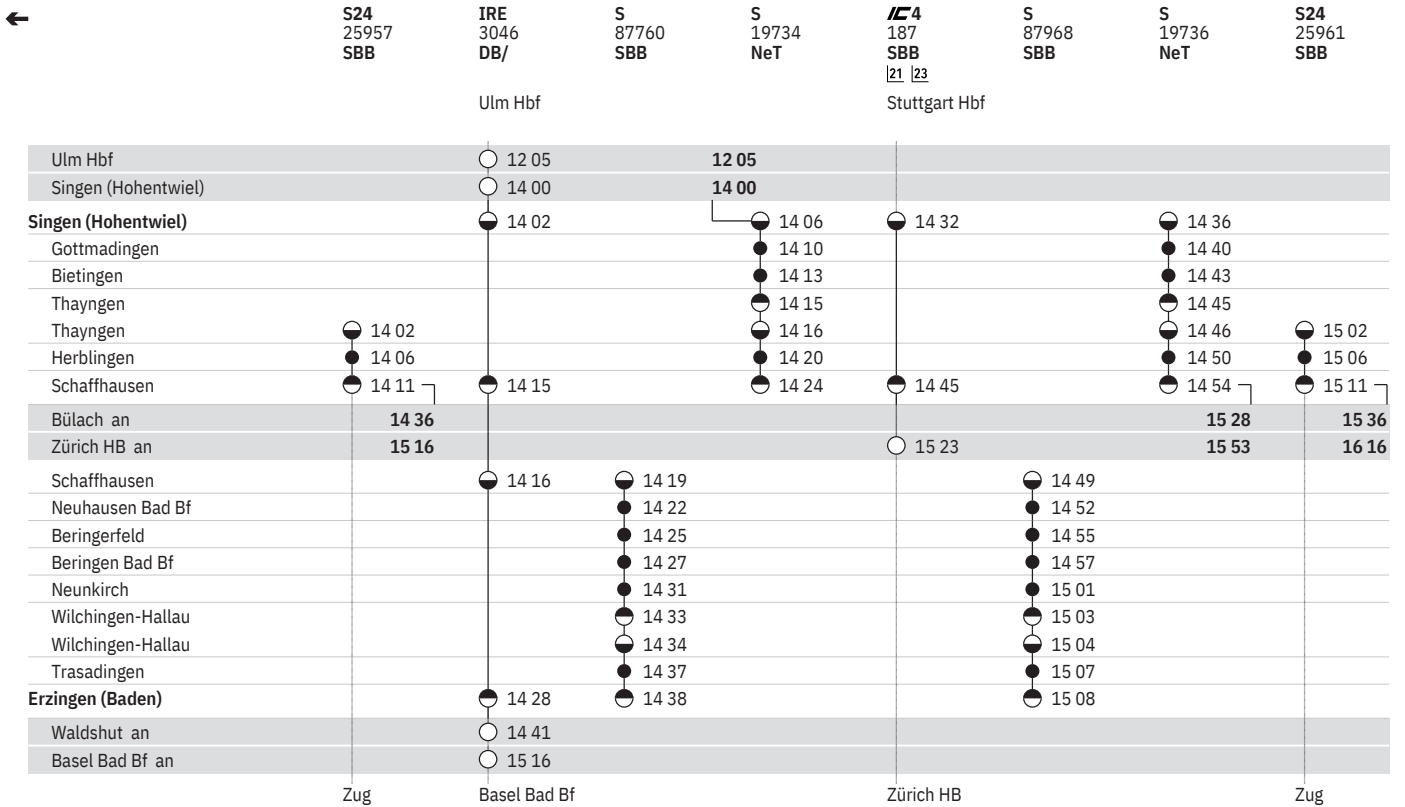 S24 IRE S S IC 4 S S S24
25957 3046 87760 19734 187 87968 19736 25961
SBB DB/ SBB NeT SBB SBB NeT SBB
21 23
Ulm Hbf Stuttgart Hbf
Ulm Hbf 12 05 12 05
Singen (Hohentwiel) 14 00 14 00
Singen (Hohentwiel) 14 02 14 06 14 32 14 36
Gottmadingen 14 10 14 40
Bietingen 14 13 14 43
Thayngen 14 15 14 45
Thayngen 14 02 14 16 14 46 15 02
Herblingen 14 06 14 20 14 50 15 06
Schaffhausen 14 11 14 15 14 24 14 45 14 54 15 11
Bülach an 14 36 15 28 15 36
Zürich HB an 15 16 15 23 15 53 16 16
Schaffhausen 14 16 14 19 14 49
Neuhausen Bad Bf 14 22 14 52
Beringerfeld 14 25 14 55
Beringen Bad Bf 14 27 14 57
Neunkirch 14 31 15 01
Wilchingen-Hallau 14 33 15 03
Wilchingen-Hallau 14 34 15 04
Trasadingen 14 37 15 07
Erzingen (Baden) 14 28 14 38 15 08
Waldshut an 14 41
Basel Bad Bf an 15 16
Zug Basel Bad Bf Zürich HB Zug